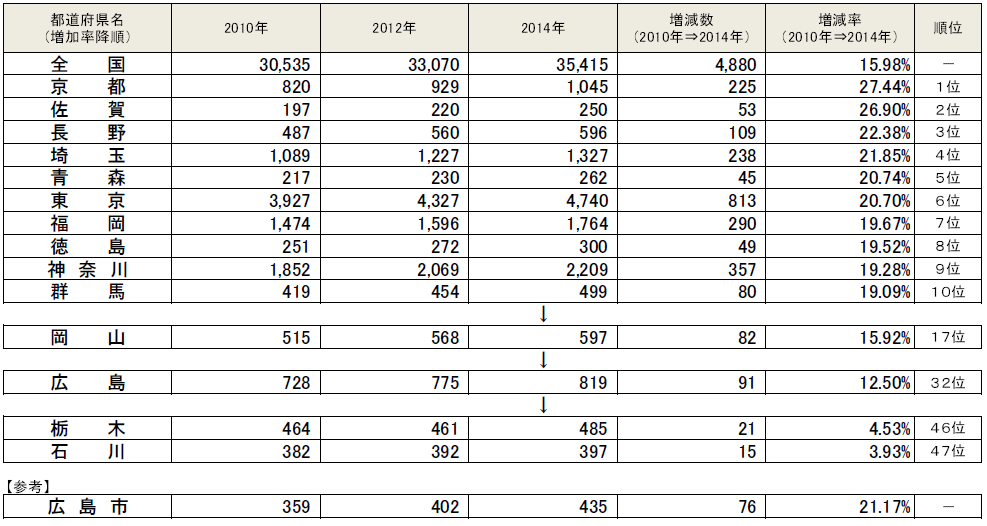 都道府県名
（増加率降順） 2010年 2012年 2014年 増減数
（2010年⇒2014年） 増減率
（2010年⇒2014年） 順位
全国 30,535 33,070 35,415 4,880 15.98% －
京都 820 929 1,045 225 27.44% 1位
佐賀 197 220 250 53 26.90% 2位
長野 487 560 596 109 22.38% 3位
埼玉 1,089 1,227 1,327 238 21.85% 4位
青森 217 230 262 45 20.74% 5位
東京 3,927 4,327 4,740 813 20.70% 6位
福岡 1,474 1,596 1,764 290 19.67% 7位
徳島 251 272 300 49 19.52% 8位
神奈川 1,852 2,069 2,209 357 19.28% 9位
群馬 419 454 499 80 19.09% 10位
↓
岡山 515 568 597 82 15.92% 17位
↓
広島 728 775 819 91 12.50% 32位
↓
栃木 464 461 485 21 4.53% 46位
石川 382 392 397 15 3.93% 47位
【参考】
広島市 359 402 435 76 21.17% －